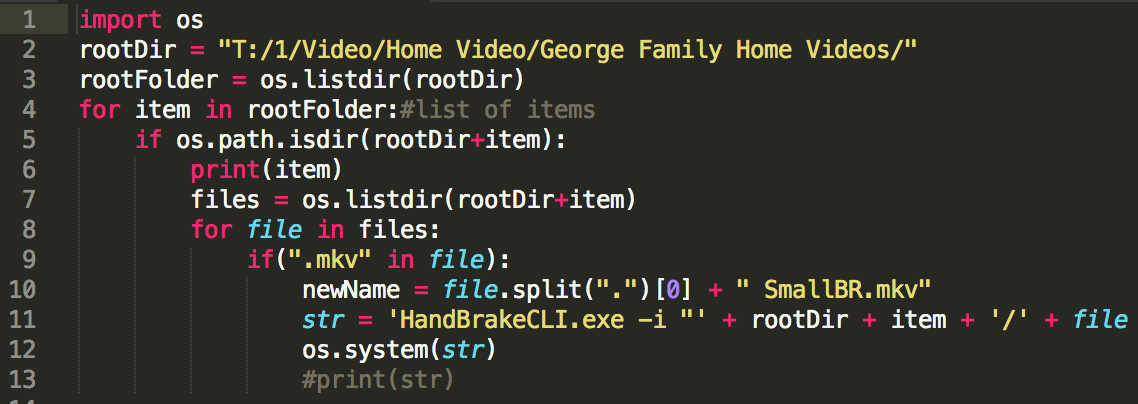 1 import os
2 rootDir = "T:/1/Video/Home Video/George Family Home Videos/"
3 rootFolder = os.listdir(rootDir)
4 for item in rootFolder:#list of items
5     if os.path.isdir(rootDir+item):
6         print(item)
7         files = os.listdir(rootDir+item)
8         for file in files:
9             if(".mkv" in file):
10                 newName = file.split(".")[0] + " SmallBR.mkv"
11                 str = 'HandBrakeCLI.exe -i "' + rootDir + item + '/' + file
12                 os.system(str)
13                 #print(str)